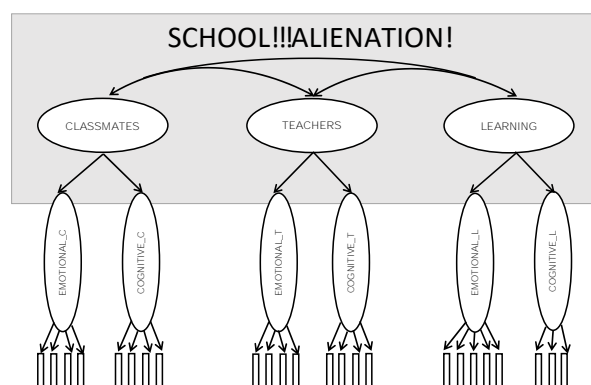 SCHOOL!!!ALIENATION!
CLASSMATES
TEACHERS
LEARNING
EMOTIONAL_C
COGNITIVE_C
EMOTIONAL_T
COGNITIVE_T
EMOTIONAL_L
COGNITIVE_L